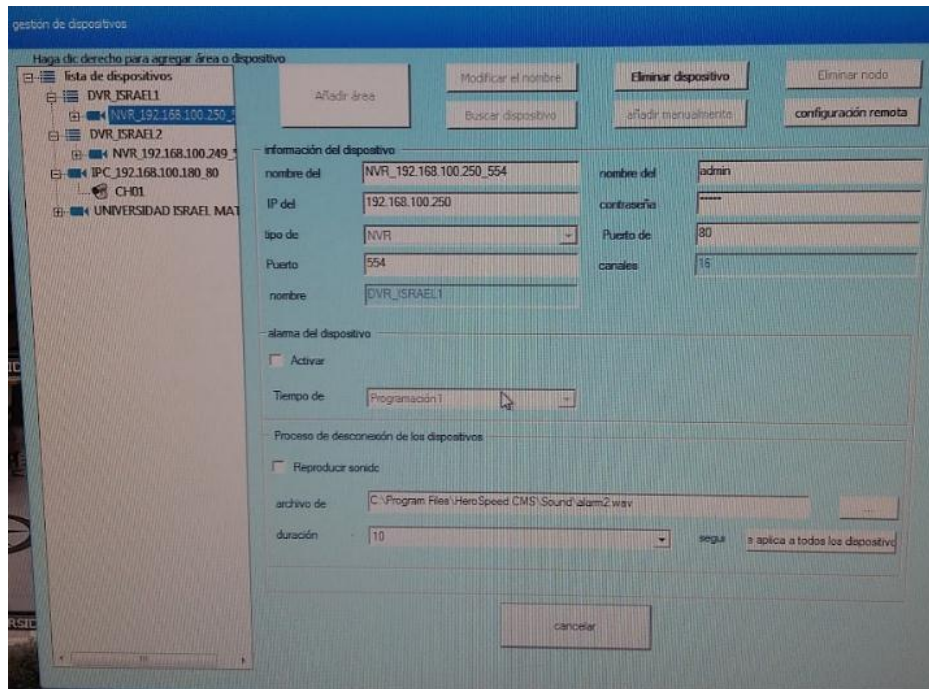 gestión de dispositivos
Haga clic derecho para agregar área o dispositivo
lista de dispositivos
DVR_ISRAEL1
NVR_192.168.100.250_5
DVR_ISRAEL2
NVR_192.168.100.249_5
IPC_192.168.100.180_80
CH01
UNIVERSIDAD ISRAEL MAT
Añadir área
Modificar el nombre
Eliminar dispositivo
Eliminar nodo
Buscar dispositivo
añadir manualmente
configuración remota
información del dispositivo
nombre del
NVR_192.168.100.250_554
nombre del
admin
IP del
192.168.100.250
contraseña
•••••
tipo de
NVR
Puerto de
80
Puerto
554
canales
16
nombre
DVR_ISRAEL1
alarma del dispositivo
Activar
Tiempo de
Programación1
Proceso de desconexión de los dispositivos
Reproducir sonido
archivo de
C:\Program Files\HeroSpeed CMS\Sound\alarm2.wav
...
duración
10
segui
a aplica a todos los dispositivo
cancelar
RSID